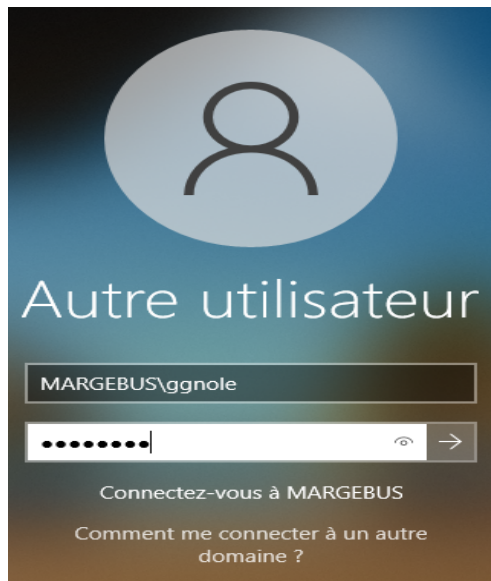 Autre utilisateur
MARGEBUS\ggnole
••••••••
Connectez-vous à MARGEBUS
Comment me connecter à un autre
domaine ?